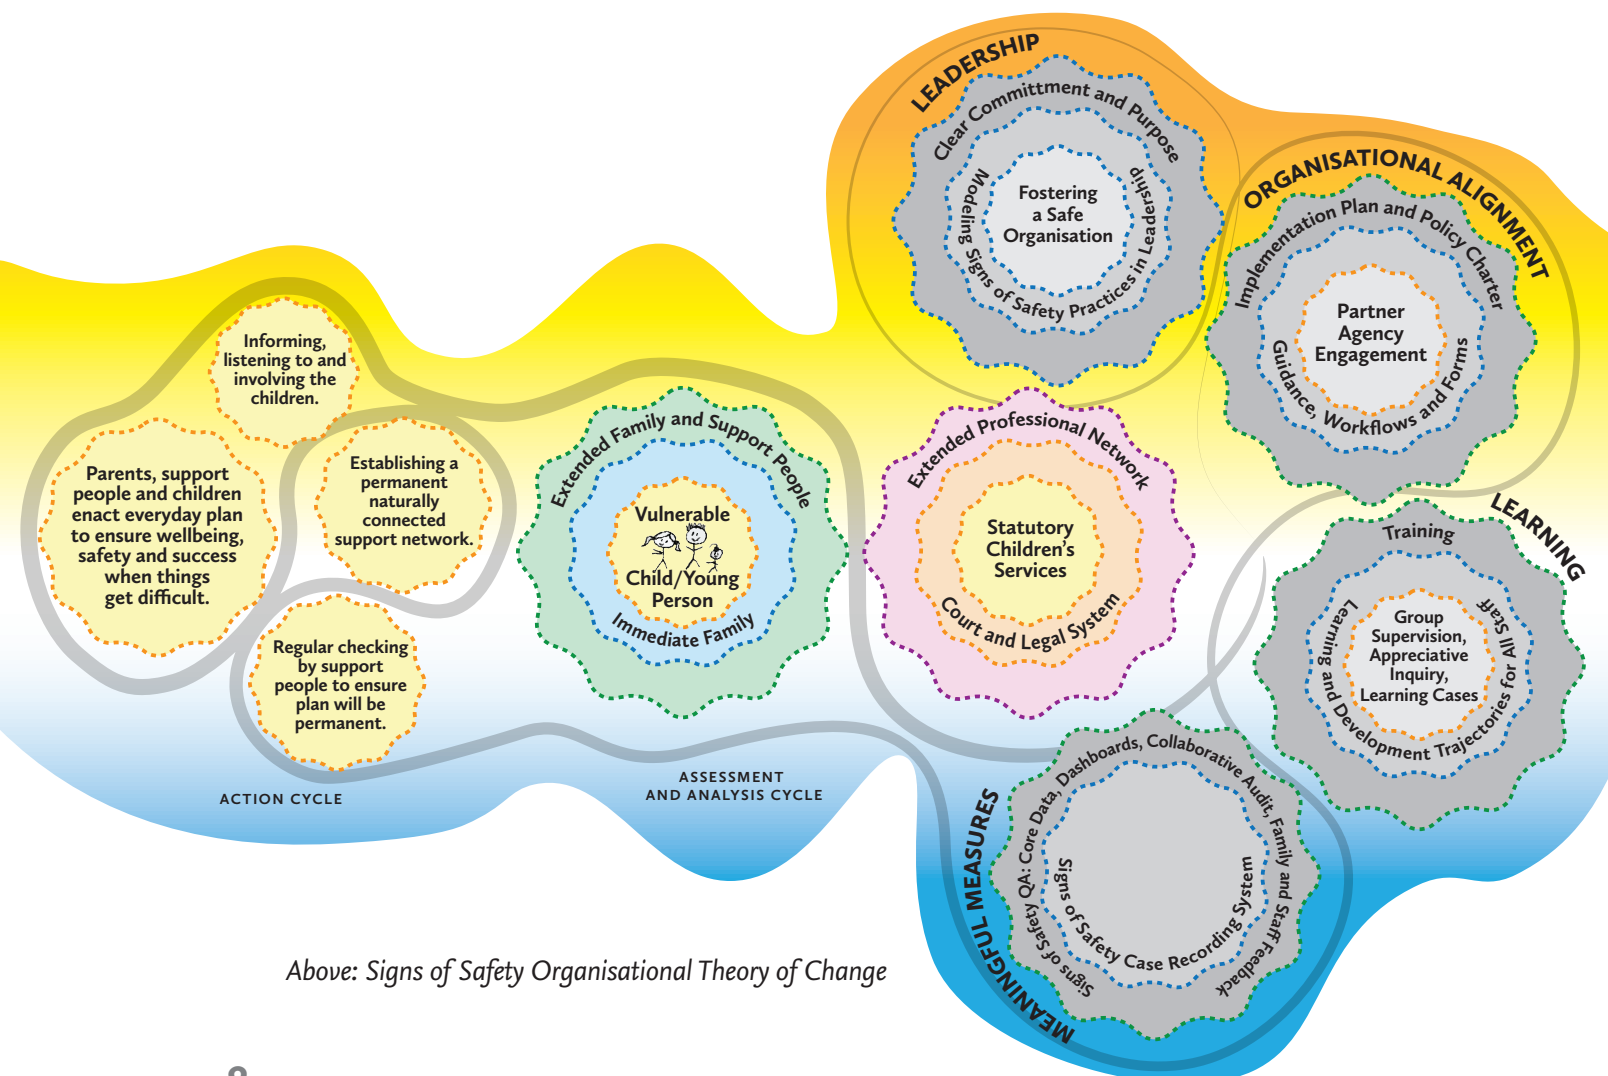 LEADERSHIP
Clear Committment and Purpose
Modeling Signs of Safety Practices in Leadership
Fostering
a Safe
Organisation
ORGANISATIONAL ALIGNMENT
Implementation Plan and Policy Charter
Guidance, Workflows and Forms
Partner
Agency
Engagement
Informing,
listening to and
involving the
children.
Parents, support
people and children
enact everyday plan
to ensure wellbeing,
safety and success
when things
get difficult.
Establishing a
permanent
naturally
connected
support network.
Regular checking
by support
people to ensure
plan will be
permanent.
ACTION CYCLE
Extended Family and Support People
Vulnerable
Child/Young
Person
Immediate Family
ASSESSMENT
AND ANALYSIS CYCLE
Extended Professional Network
Statutory
Children's
Services
Court and Legal System
LEARNING
Training
Learning and Development Trajectories for All Staff
Group
Supervision,
Appreciative
Inquiry,
Learning Cases
MEANINGFUL MEASURES
Signs of Safety QA: Core Data, Dashboards, Collaborative Audit, Family and Staff Feedback
Signs of Safety Case Recording System
Above: Signs of Safety Organisational Theory of Change